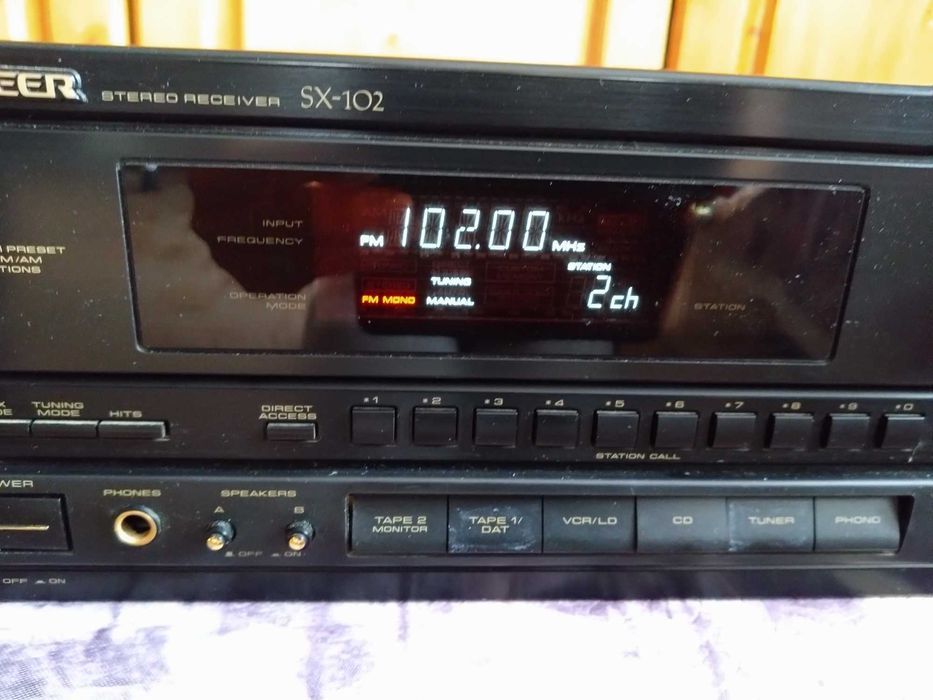 EER STEREO RECEIVER SX-102
INPUT
FREQUENCY
FM 102.00 MHz
PRESET
M/AM
TIONS
STATION
TUNING
OPERATION
MODE
FM MONO MANUAL
2ch
STATION
DE
TUNING
MODE
HITS
DIRECT
ACCESS
•1 •2 •3 •4 •5 •6 •7 •8 •9 •0
STATION CALL
WER
PHONES
SPEAKERS
A B
OFF ON
TAPE 2
MONITOR
TAPE 1/
DAT
VCR/LD
CD
TUNER
PHONO
OFF ON